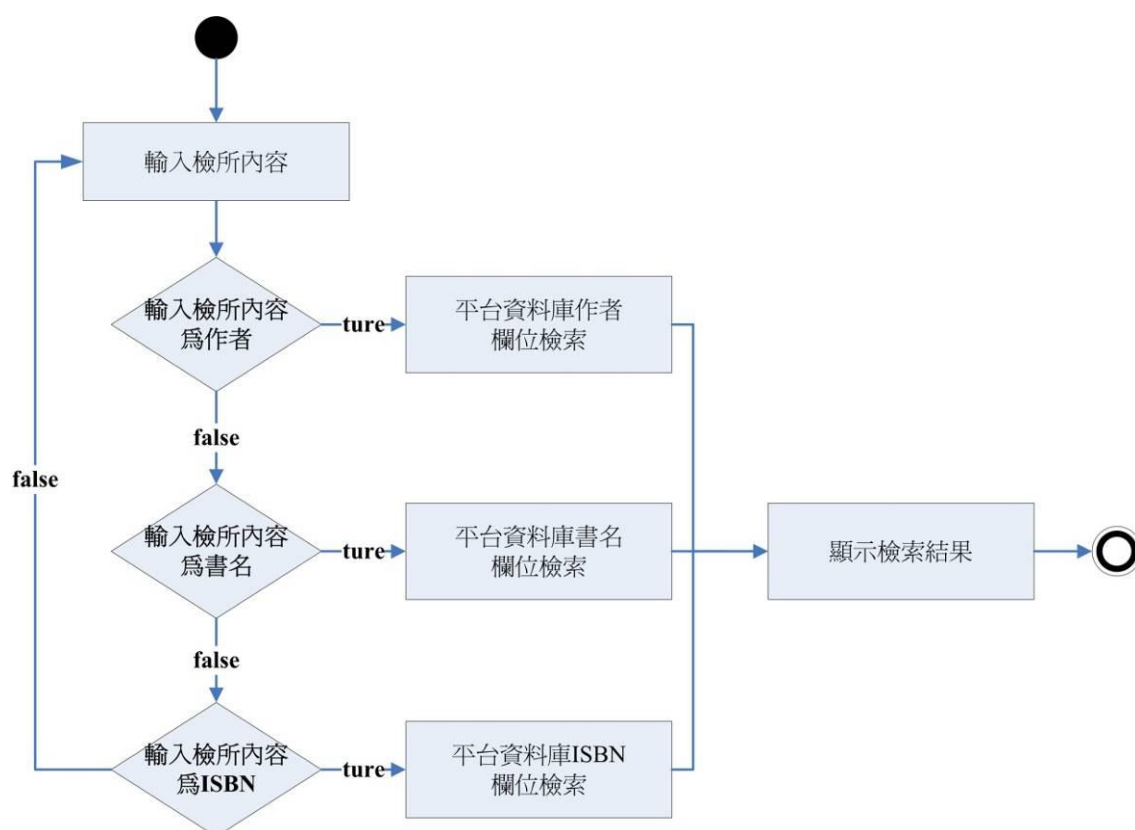 輸入檢所內容
輸入檢所內容
爲作者
ture
平台資料庫作者
欄位檢索
false
false
輸入檢所內容
爲書名
ture
平台資料庫書名
欄位檢索
顯示檢索結果
false
輸入檢所內容
爲ISBN
ture
平台資料庫ISBN
欄位檢索